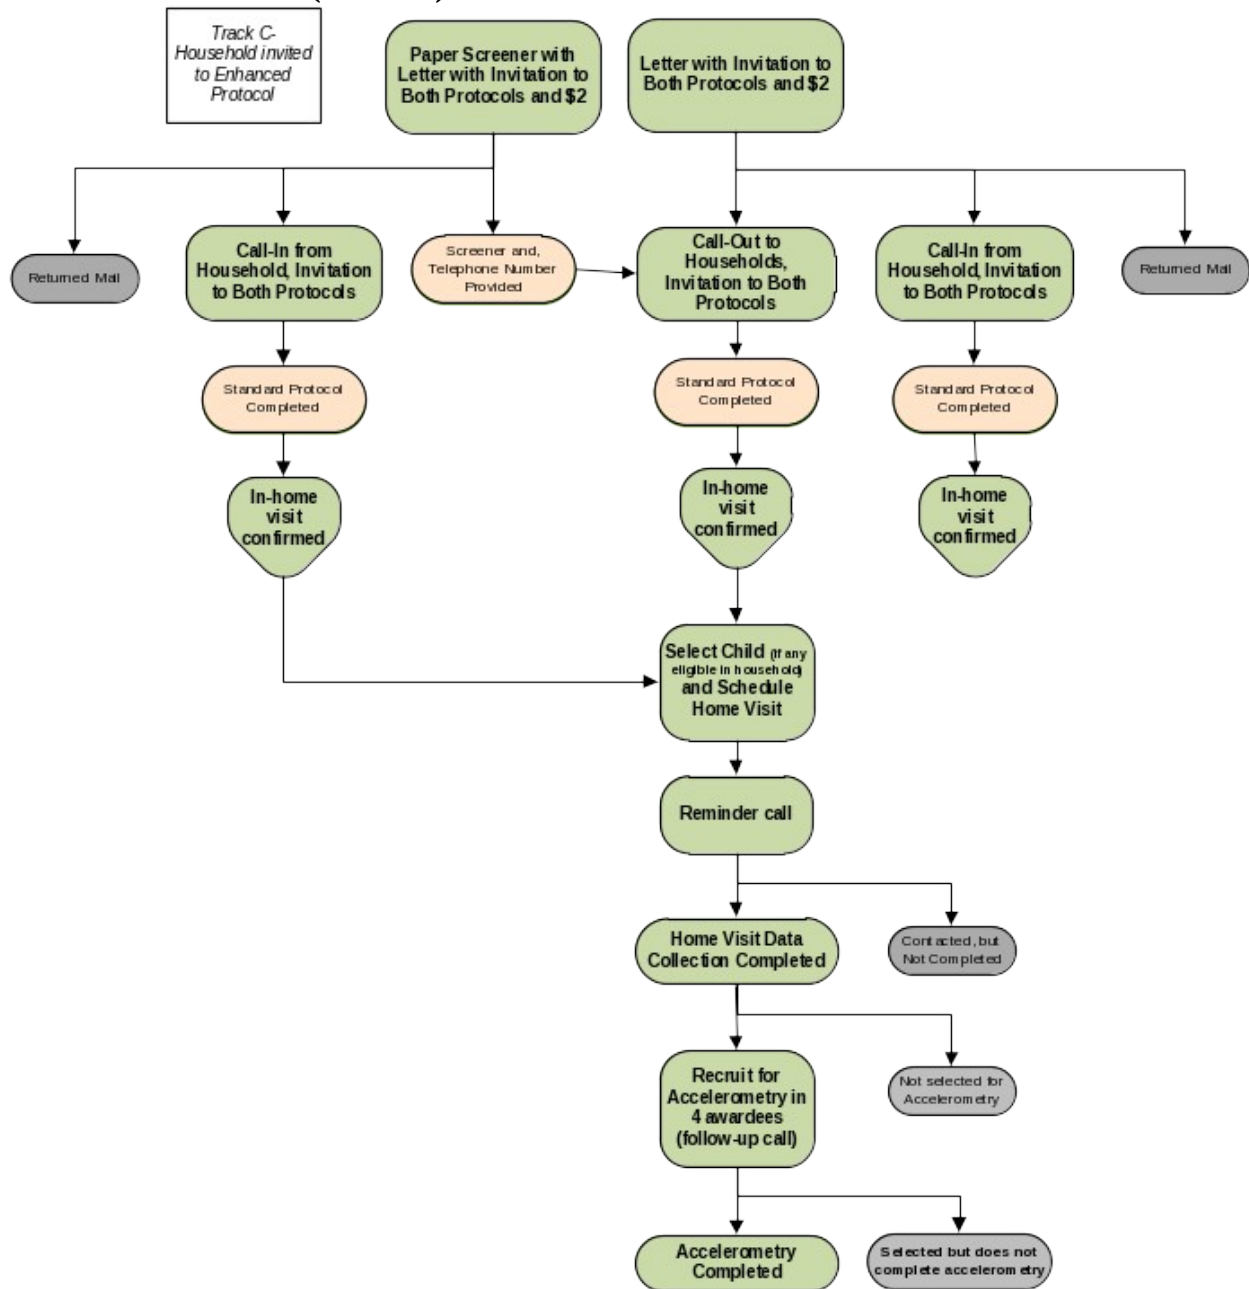 Track C-
Household invited
to Enhanced
Protocol
Paper Screener with
Letter with Invitation to
Both Protocols and $2
Letter with Invitation to
Both Protocols and $2
Returned Mail
Call-In from
Household, Invitation
to Both Protocols
Screener and,
Telephone Number
Provided
Call-Out to
Households,
Invitation to Both
Protocols
Call-In from
Household, Invitation
to Both Protocols
Returned Mail
Standard Protocol
Completed
Standard Protocol
Completed
Standard Protocol
Completed
In-home
visit
confirmed
In-home
visit
confirmed
In-home
visit
confirmed
Select Child (if any
eligible in household)
and Schedule
Home Visit
Reminder call
Home Visit Data
Collection Completed
Contacted, but
Not Completed
Recruit for
Accelerometry in
4 awardees
(follow-up call)
Not selected for
Accelerometry
Accelerometry
Completed
Selected but does not
complete accelerometry